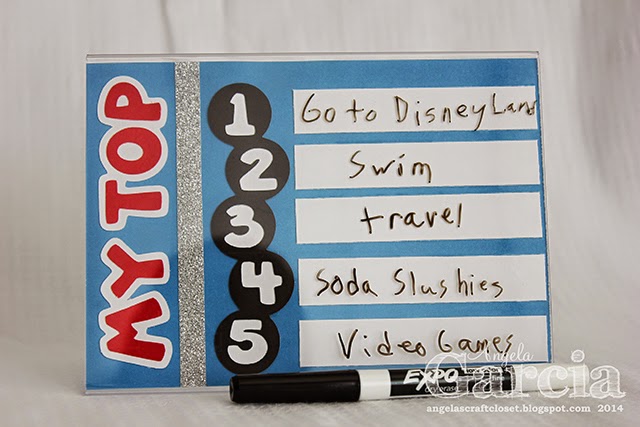 MY TOP
1 Go to DisneyLand
2 Swim
3 travel
4 Soda Slushies
5 Video Games
EXPO
Angela
Garcia
angelascraftcloset.blogspot.com 2014